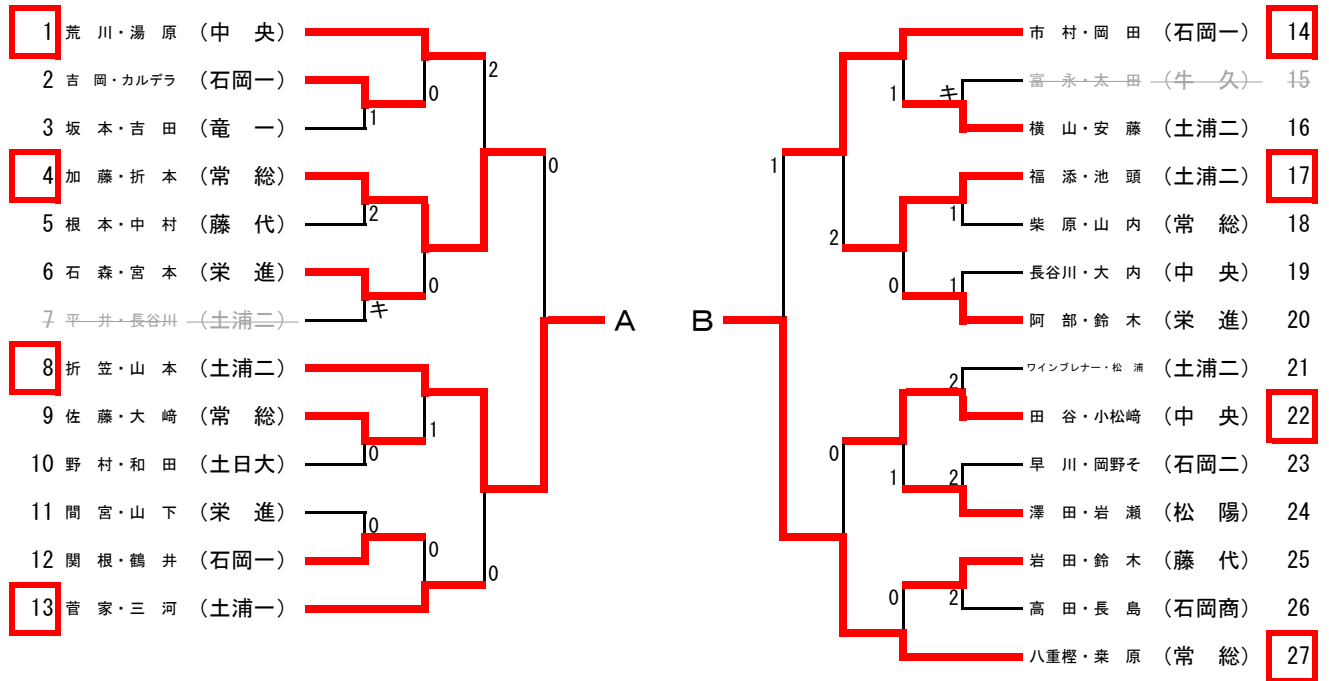 1 荒 川・湯 原 （中 央）
2 吉 岡・カルデラ （石岡一）
3 坂 本・吉 田 （竜 一）
4 加 藤・折 本 （常 総）
5 根 本・中 村 （藤 代）
6 石 森・宮 本 （栄 進）
7 平 井・長谷川 （土浦二）
8 折 笠・山 本 （土浦二）
9 佐 藤・大 﨑 （常 総）
10 野 村・和 田 （土日大）
11 間 宮・山 下 （栄 進）
12 関 根・鶴 井 （石岡一）
13 菅 家・三 河 （土浦一）
1
2
キ
0
0
0
0
1
0
2
0
0
A
B
市 村・岡 田 （石岡一） 14
富 永・太 田 （牛 久） 15
横 山・安 藤 （土浦二） 16
福 添・池 頭 （土浦二） 17
柴 原・山 内 （常 総） 18
長谷川・大 内 （中 央） 19
阿 部・鈴 木 （栄 進） 20
ワインブレナー・松 浦 （土浦二） 21
田 谷・小松﨑 （中 央） 22
早 川・岡野そ （石岡二） 23
澤 田・岩 瀬 （松 陽） 24
岩 田・鈴 木 （藤 代） 25
高 田・長 島 （石岡商） 26
八重樫・桒 原 （常 総） 27
キ
1
1
2
2
2
1
0
1
0
2
0
1